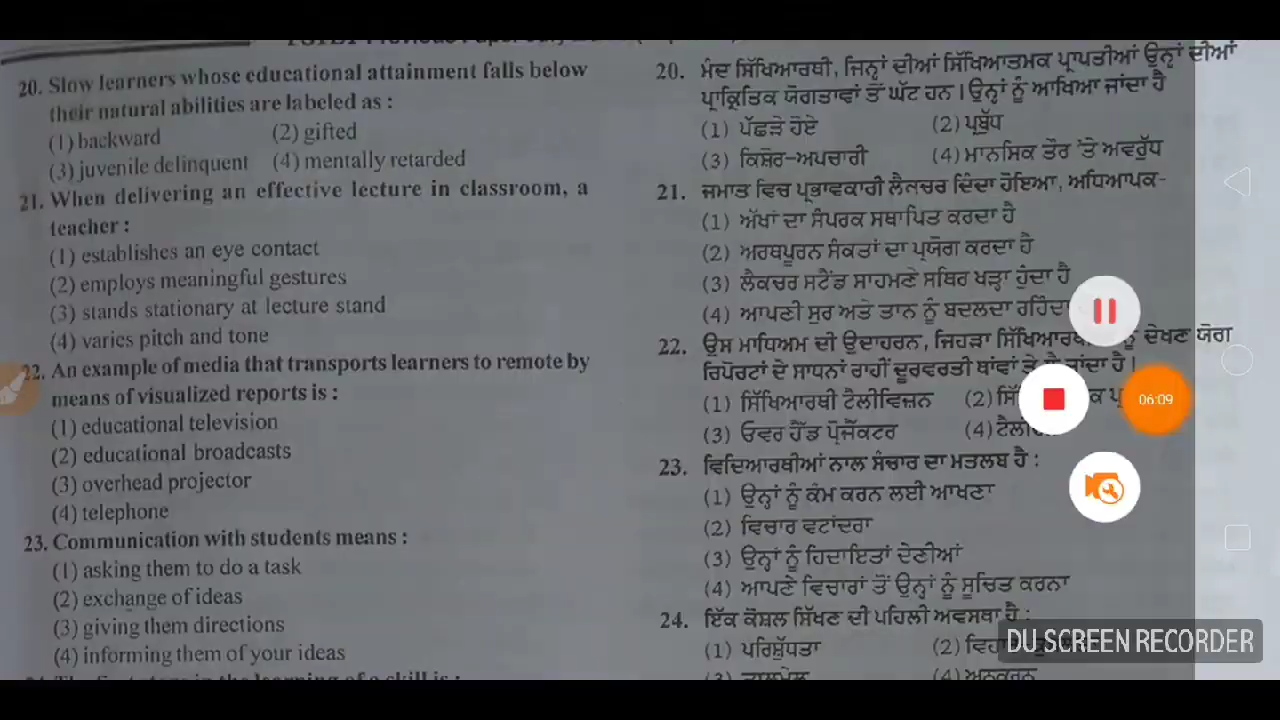 20. Slow learners whose educational attainment falls below
their natural abilities are labeled as :
(1) backward (2) gifted
(3) juvenile delinquent (4) mentally retarded
21. When delivering an effective lecture in classroom, a
teacher :
(1) establishes an eye contact
(2) employs meaningful gestures
(3) stands stationary at lecture stand
(4) varies pitch and tone
22. An example of media that transports learners to remote by
means of visualized reports is :
(1) educational television
(2) educational broadcasts
(3) overhead projector
(4) telephone
23. Communication with students means :
(1) asking them to do a task
(2) exchange of ideas
(3) giving them directions
(4) informing them of your ideas
20. ਮੰਦ ਸਿੱਖਿਆਰਥੀ, ਜਿਨ੍ਹਾਂ ਦੀਆਂ ਸਿੱਖਿਆਤਮਕ ਪ੍ਰਾਪਤੀਆਂ ਉਨ੍ਹਾਂ ਦੀਆਂ
ਪ੍ਰਾਕ੍ਰਿਤਿਕ ਯੋਗਤਾਵਾਂ ਤੋਂ ਘੱਟ ਹਨ। ਉਨ੍ਹਾਂ ਨੂੰ ਆਖਿਆ ਜਾਂਦਾ ਹੈ
(1) ਪੱਛੜੇ ਹੋਏ (2) ਪ੍ਰਬੁੱਧ
(3) ਕਿਸ਼ੋਰ-ਅਪਚਾਰੀ (4) ਮਾਨਸਿਕ ਤੌਰ 'ਤੇ ਅਵਰੁੱਧ
21. ਜਮਾਤ ਵਿਚ ਪ੍ਰਭਾਵਕਾਰੀ ਲੈਕਚਰ ਦਿੰਦਾ ਹੋਇਆ, ਅਧਿਆਪਕ-
(1) ਅੱਖਾਂ ਦਾ ਸੰਪਰਕ ਸਥਾਪਿਤ ਕਰਦਾ ਹੈ
(2) ਅਰਥਪੂਰਨ ਸੰਕਤਾਂ ਦਾ ਪ੍ਰਯੋਗ ਕਰਦਾ ਹੈ
(3) ਲੈਕਚਰ ਸਟੈਂਡ ਸਾਹਮਣੇ ਸਥਿਰ ਖੜ੍ਹਾ ਹੁੰਦਾ ਹੈ
(4) ਆਪਣੀ ਸੁਰ ਅਤੇ ਤਾਨ ਨੂੰ ਬਦਲਦਾ ਰਹਿੰਦਾ
22. ਉਸ ਮਾਧਿਅਮ ਦੀ ਉਦਾਹਰਨ, ਜਿਹੜਾ ਨੂੰ ਦੇਖਣ ਯੋਗ
ਰਿਪੋਰਟਾਂ ਦੇ ਸਾਧਨਾਂ ਰਾਹੀਂ ਦੂਰਵਰਤੀ ਥਾਂਵਾਂ ਤੇ ਹੈ।
(1) ਸਿੱਖਿਆਰਥੀ ਟੈਲੀਵਿਜ਼ਨ (2)
(3) ਓਵਰ ਹੈੱਡ ਪ੍ਰੋਜੈੱਕਟਰ (4)
23. ਵਿਦਿਆਰਥੀਆਂ ਨਾਲ ਸੰਚਾਰ ਦਾ ਮਤਲਬ ਹੈ :
(1) ਉਨ੍ਹਾਂ ਨੂੰ ਕੰਮ ਕਰਨ ਲਈ ਆਖਣਾ
(2) ਵਿਚਾਰ ਵਟਾਂਦਰਾ
(3) ਉਨ੍ਹਾਂ ਨੂੰ ਹਿਦਾਇਤਾਂ ਦੇਣੀਆਂ
(4) ਆਪਣੇ ਵਿਚਾਰਾਂ ਤੋਂ ਉਨ੍ਹਾਂ ਨੂੰ ਸੂਚਿਤ ਕਰਨਾ
24. ਇੱਕ ਕੋਸ਼ਲ ਸਿੱਖਣ ਦੀ ਪਹਿਲੀ ਅਵਸਥਾ ਹੈ :
(1) ਪਰਿਸ਼ੁੱਧਤਾ (2)
06:09
DU SCREEN RECORDER